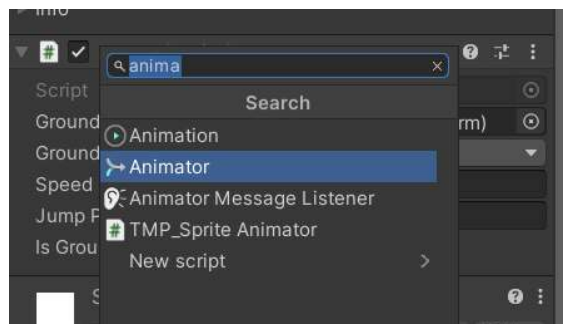 Info
anima
Script
Search
Ground
rm)
Animation
Ground
Animator
Speed
Animator Message Listener
Jump P
TMP_Sprite Animator
Is Grou
New script
S